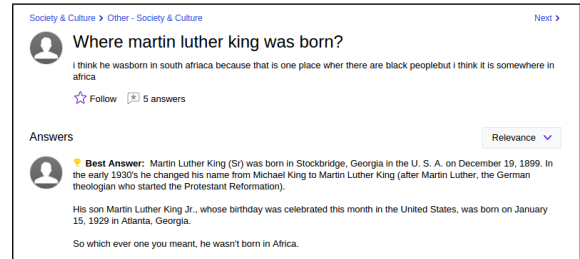 Society & Culture > Other - Society & Culture Next >
Where martin luther king was born?
i think he wasborn in south afriaca because that is one place wher there are black peoplebut i think it is somewhere in
africa
Follow 5 answers
Answers
Relevance
Best Answer: Martin Luther King (Sr) was born in Stockbridge, Georgia in the U. S. A. on December 19, 1899. In
the early 1930's he changed his name from Michael King to Martin Luther King (after Martin Luther, the German
theologian who started the Protestant Reformation).
His son Martin Luther King Jr., whose birthday was celebrated this month in the United States, was born on January
15, 1929 in Atlanta, Georgia.
So which ever one you meant, he wasn't born in Africa.